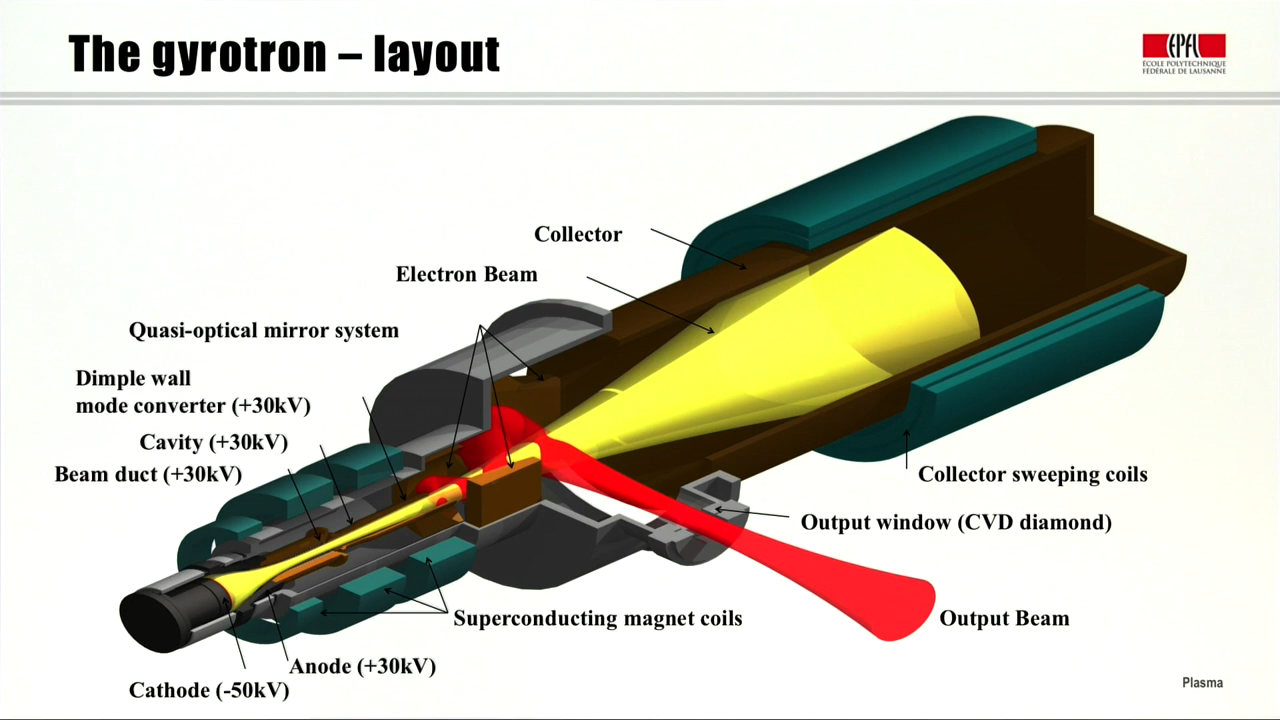 The gyrotron – layout
EPFL
ÉCOLE POLYTECHNIQUE
FÉDÉRALE DE LAUSANNE
Collector
Electron Beam
Quasi-optical mirror system
Dimple wall
mode converter (+30kV)
Cavity (+30kV)
Beam duct (+30kV)
Collector sweeping coils
Output window (CVD diamond)
Superconducting magnet coils
Output Beam
Anode (+30kV)
Cathode (-50kV)
Plasma